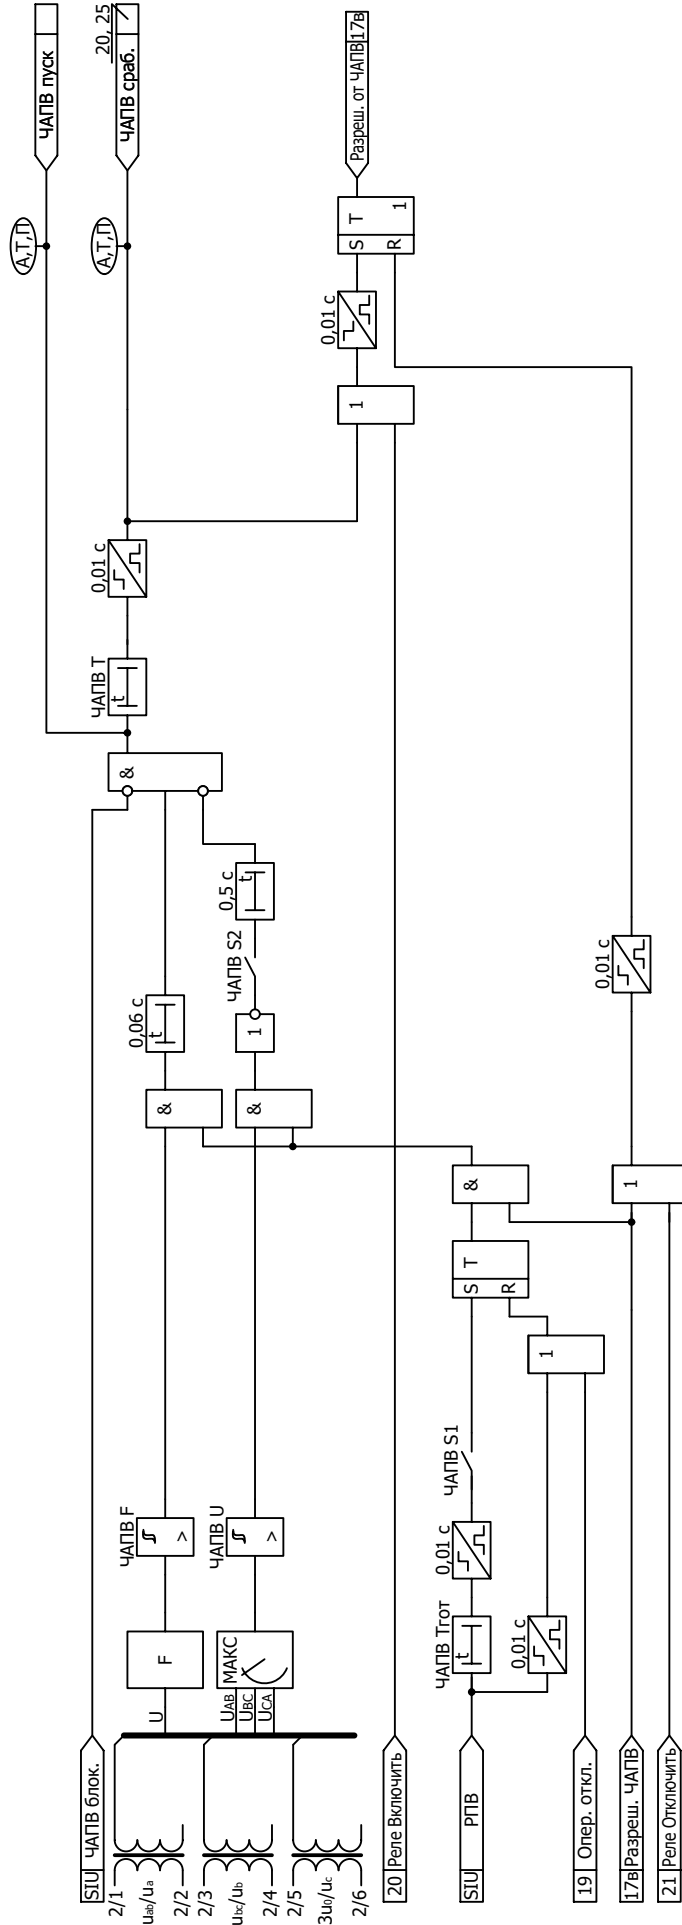 ЧАПВ пуск
20, 25
ЧАПВ сраб.
А,Т,П
А,Т,П
Разреш. от ЧАПВ 17в
S T 1
R
0,01 с
1
0,01 с
ЧАПВ Т
t
&
0,5 с
t
ЧАПВ S2
0,06 с
t
1
&
&
0,01 с
&
1
S T
R
1
ЧАПВ S1
ЧАПВ F
>
ЧАПВ U
>
0,01 с
ЧАПВ Tгот
t
0,01 с
F
МАКС
U
UAB
UBC
UCA
SIU ЧАПВ блок.
2/1
uab/ua
2/2
2/3
ubc/ub
2/4
2/5
3u0/uc
2/6
20 Реле Включить
SIU РПВ
19 Опер. откл.
17в Разреш. ЧАПВ
21 Реле Отключить